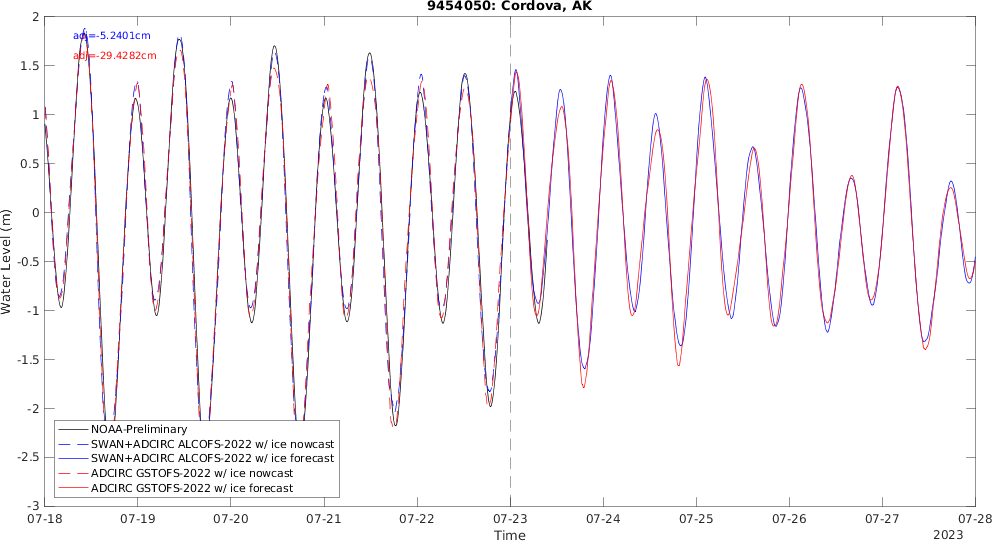 9454050: Cordova, AK
adj=-5.2401cm
adj=-29.4282cm
2
1.5
1
0.5
0
-0.5
-1
-1.5
-2
-2.5
-3
Water Level (m)
NOAA-Preliminary
SWAN+ADCIRC ALCOFS-2022 w/ ice nowcast
SWAN+ADCIRC ALCOFS-2022 w/ ice forecast
ADCIRC GSTOFS-2022 w/ ice nowcast
ADCIRC GSTOFS-2022 w/ ice forecast
07-18 07-19 07-20 07-21 07-22 07-23 07-24 07-25 07-26 07-27 07-28
Time
2023